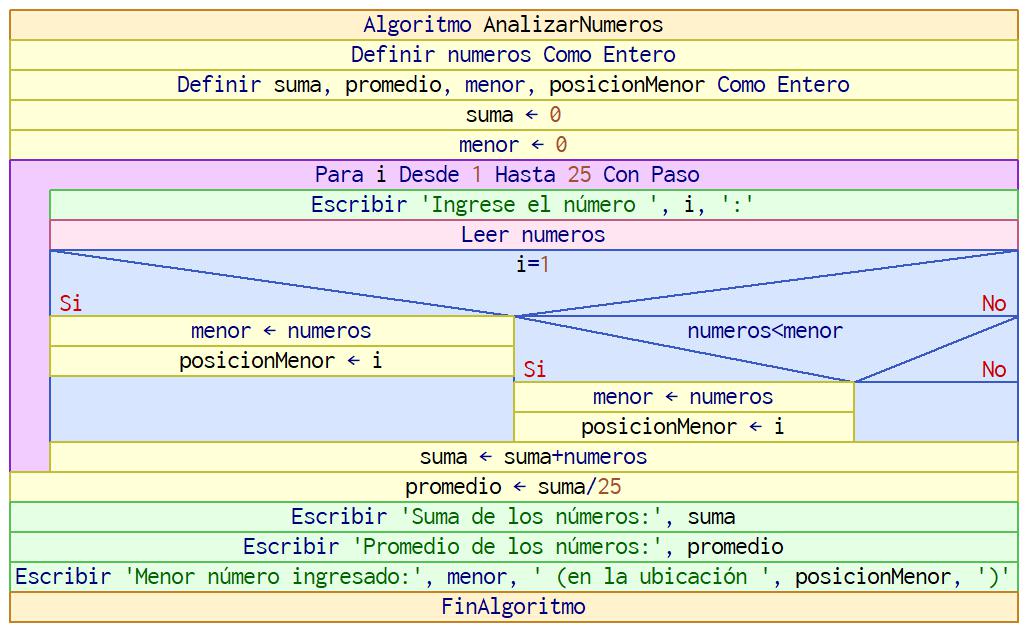 Algoritmo AnalizarNumeros
Definir numeros Como Entero
Definir suma, promedio, menor, posicionMenor Como Entero
suma ← 0
menor ← 0
Para i Desde 1 Hasta 25 Con Paso
Escribir 'Ingrese el número ', i, ':'
Leer numeros
i=1
Si No
menor ← numeros
numeros<menor
posicionMenor ← i
Si No
menor ← numeros
posicionMenor ← i
suma ← suma+numeros
promedio ← suma/25
Escribir 'Suma de los números:', suma
Escribir 'Promedio de los números:', promedio
Escribir 'Menor número ingresado:', menor, ' (en la ubicación ', posicionMenor, ')'
FinAlgoritmo